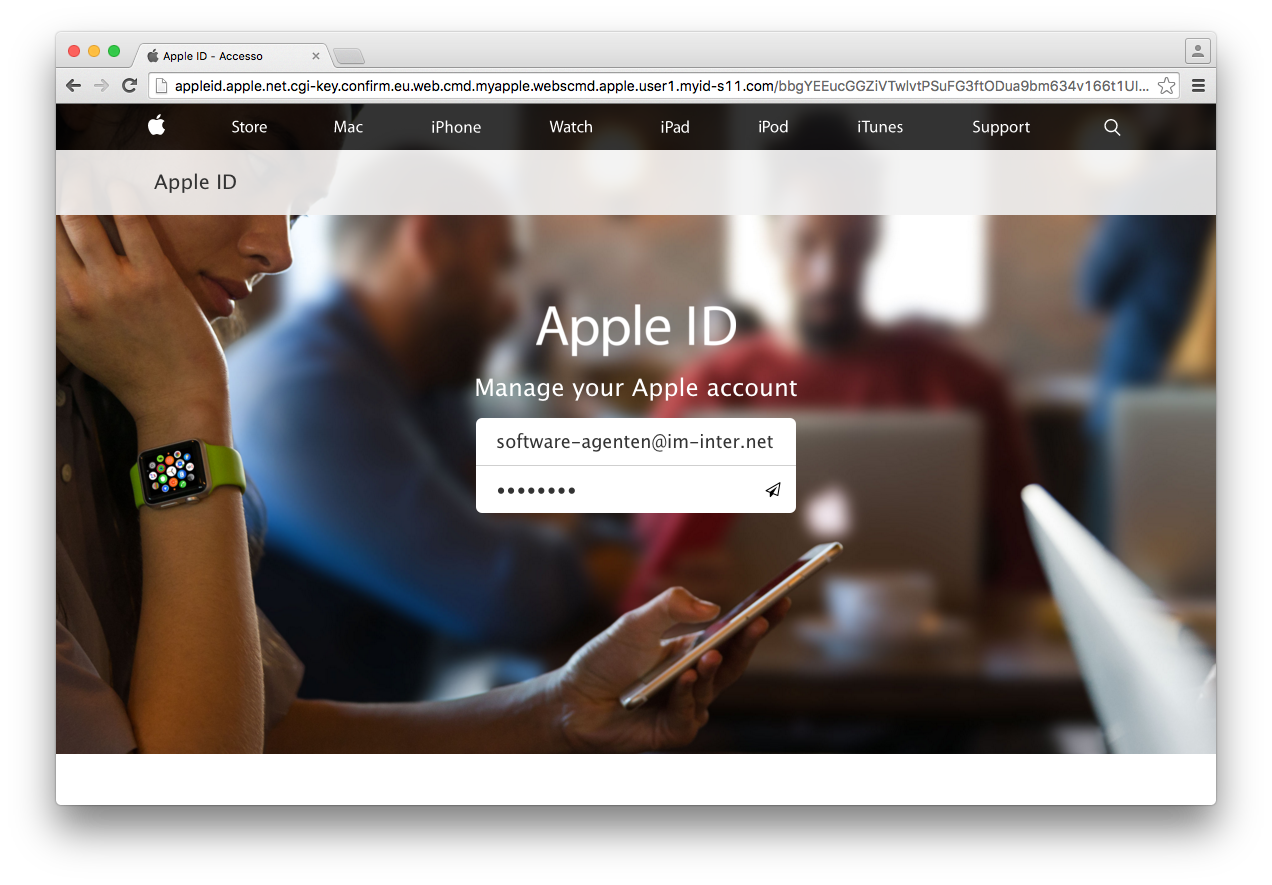 Apple ID - Accesso
appleid.apple.net.cgi-key.confirm.eu.web.cmd.myapple.webscmd.apple.user1.myid-s11.com/bbgYEEucGGZiVTwlvtPSuFG3ftODua9bm634v166t1UI...
Store Mac iPhone Watch iPad iPod iTunes Support
Apple ID
Apple ID
Manage your Apple account
software-agenten@im-inter.net
••••••••